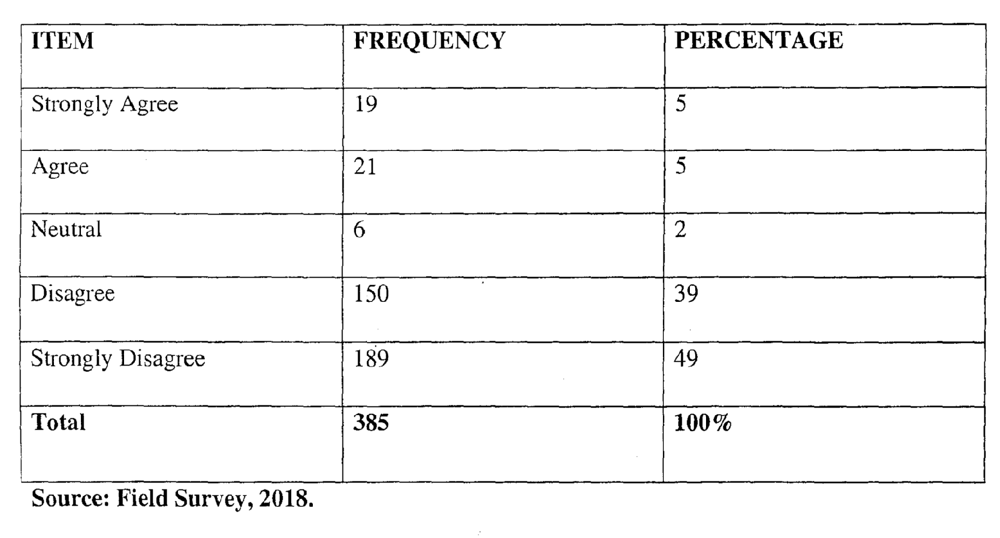 ITEM FREQUENCY PERCENTAGE
Strongly Agree 19 5
Agree 21 5
Neutral 6 2
Disagree 150 39
Strongly Disagree 189 49
Total 385 100%
Source: Field Survey, 2018.